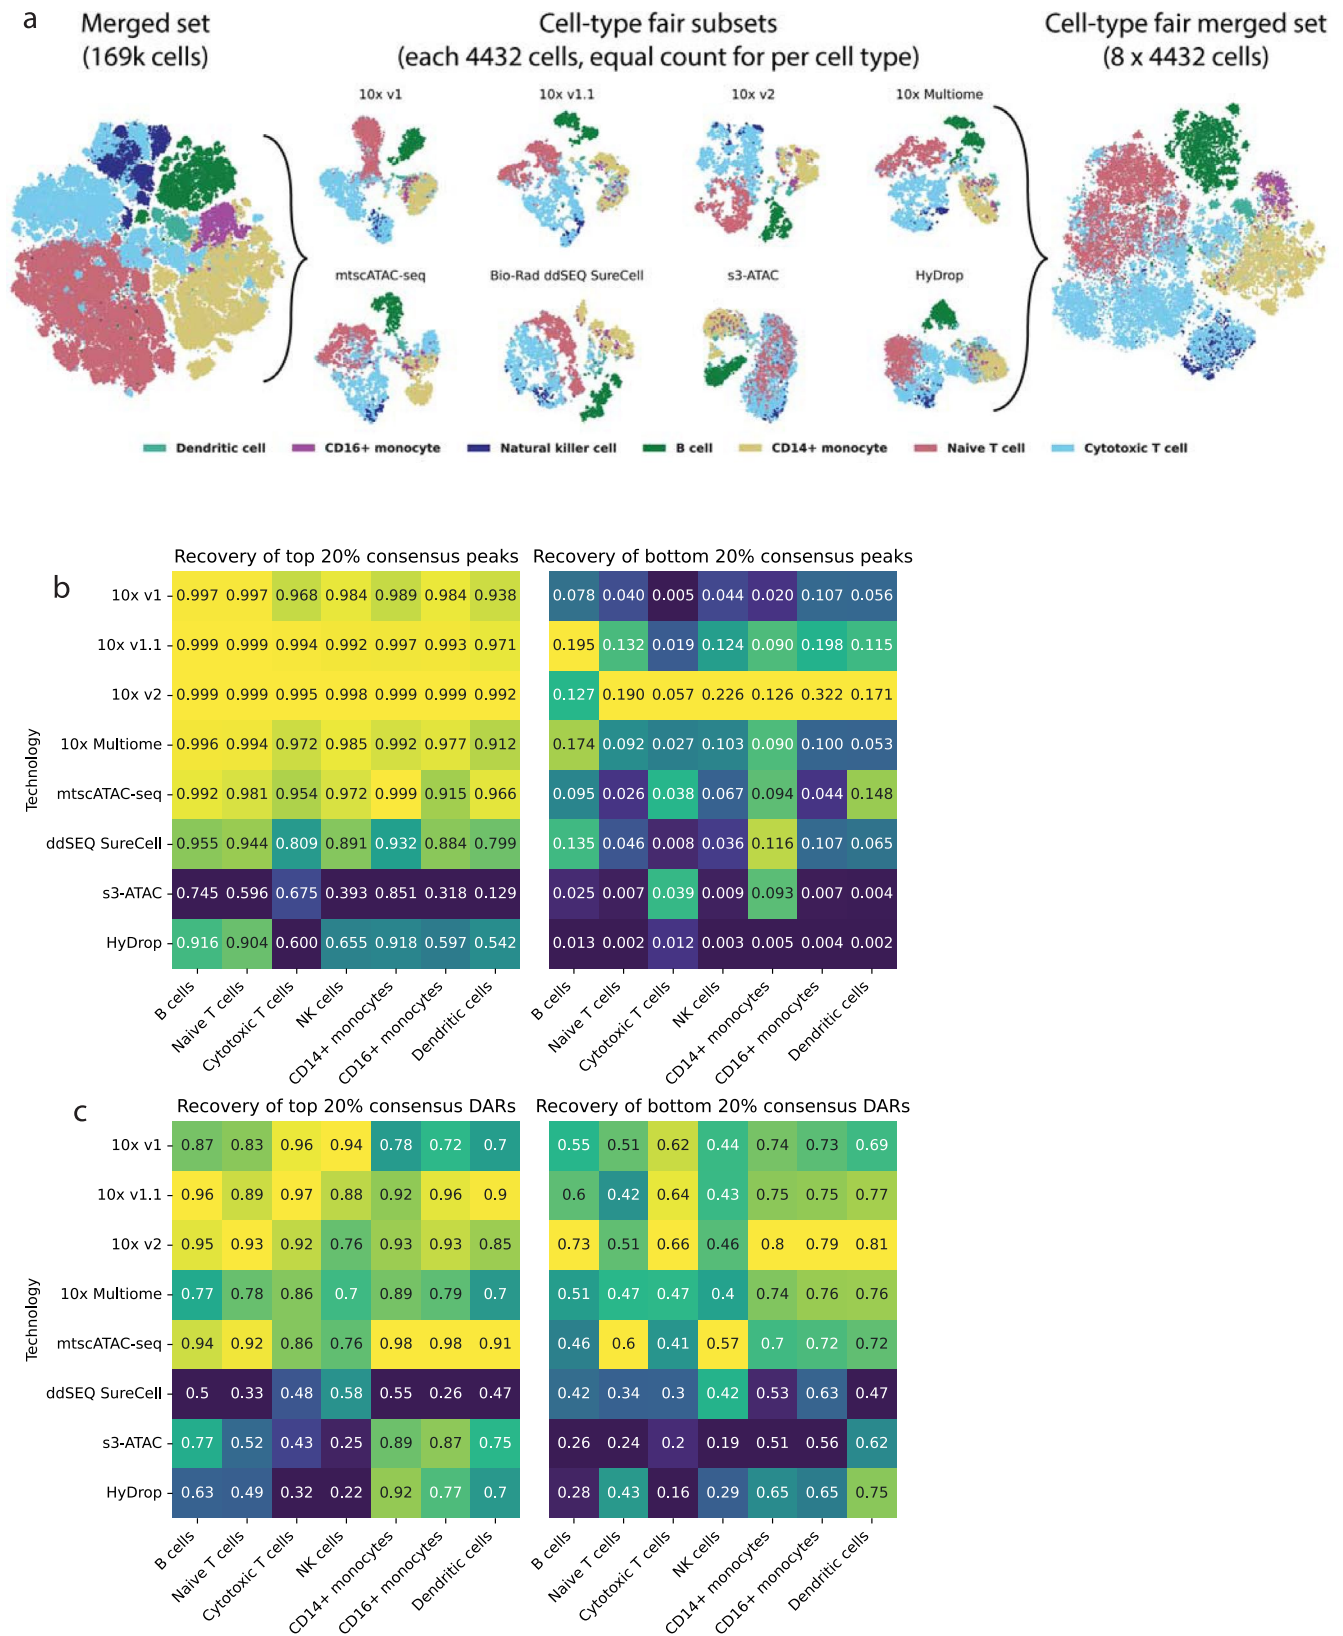 a
Merged set
(169k cells)
Cell-type fair subsets
(each 4432 cells, equal count for per cell type)
Cell-type fair merged set
(8 x 4432 cells)
10x v1
10x v1.1
10x v2
10x Multiome
mtscATAC-seq
Bio-Rad ddSEQ SureCell
s3-ATAC
HyDrop
Dendritic cell
CD16+ monocyte
Natural killer cell
B cell
CD14+ monocyte
Naive T cell
Cytotoxic T cell
b
Recovery of top 20% consensus peaks
Recovery of bottom 20% consensus peaks
Technology
10x v1 0.997 0.997 0.968 0.984 0.989 0.984 0.938 0.078 0.040 0.005 0.044 0.020 0.107 0.056
10x v1.1 0.999 0.999 0.994 0.992 0.997 0.993 0.971 0.195 0.132 0.019 0.124 0.090 0.198 0.115
10x v2 0.999 0.999 0.995 0.998 0.999 0.999 0.992 0.127 0.190 0.057 0.226 0.126 0.322 0.171
10x Multiome 0.996 0.994 0.972 0.985 0.992 0.977 0.912 0.174 0.092 0.027 0.103 0.090 0.100 0.053
mtscATAC-seq 0.992 0.981 0.954 0.972 0.999 0.915 0.966 0.095 0.026 0.038 0.067 0.094 0.044 0.148
ddSEQ SureCell 0.955 0.944 0.809 0.891 0.932 0.884 0.799 0.135 0.046 0.008 0.036 0.116 0.107 0.065
s3-ATAC 0.745 0.596 0.675 0.393 0.851 0.318 0.129 0.025 0.007 0.039 0.009 0.093 0.007 0.004
HyDrop 0.916 0.904 0.600 0.655 0.918 0.597 0.542 0.013 0.002 0.012 0.003 0.005 0.004 0.002
B cells Naive T cells Cytotoxic T cells NK cells CD14+ monocytes CD16+ monocytes Dendritic cells
B cells Naive T cells Cytotoxic T cells NK cells CD14+ monocytes CD16+ monocytes Dendritic cells
c
Recovery of top 20% consensus DARs
Recovery of bottom 20% consensus DARs
Technology
10x v1 0.87 0.83 0.96 0.94 0.78 0.72 0.7 0.55 0.51 0.62 0.44 0.74 0.73 0.69
10x v1.1 0.96 0.89 0.97 0.88 0.92 0.96 0.9 0.6 0.42 0.64 0.43 0.75 0.75 0.77
10x v2 0.95 0.93 0.92 0.76 0.93 0.93 0.85 0.73 0.51 0.66 0.46 0.8 0.79 0.81
10x Multiome 0.77 0.78 0.86 0.7 0.89 0.79 0.7 0.51 0.47 0.47 0.4 0.74 0.76 0.76
mtscATAC-seq 0.94 0.92 0.86 0.76 0.98 0.98 0.91 0.46 0.6 0.41 0.57 0.7 0.72 0.72
ddSEQ SureCell 0.5 0.33 0.48 0.58 0.55 0.26 0.47 0.42 0.34 0.3 0.42 0.53 0.63 0.47
s3-ATAC 0.77 0.52 0.43 0.25 0.89 0.87 0.75 0.26 0.24 0.2 0.19 0.51 0.56 0.62
HyDrop 0.63 0.49 0.32 0.22 0.92 0.77 0.7 0.28 0.43 0.16 0.29 0.65 0.65 0.75
B cells Naive T cells Cytotoxic T cells NK cells CD14+ monocytes CD16+ monocytes Dendritic cells
B cells Naive T cells Cytotoxic T cells NK cells CD14+ monocytes CD16+ monocytes Dendritic cells